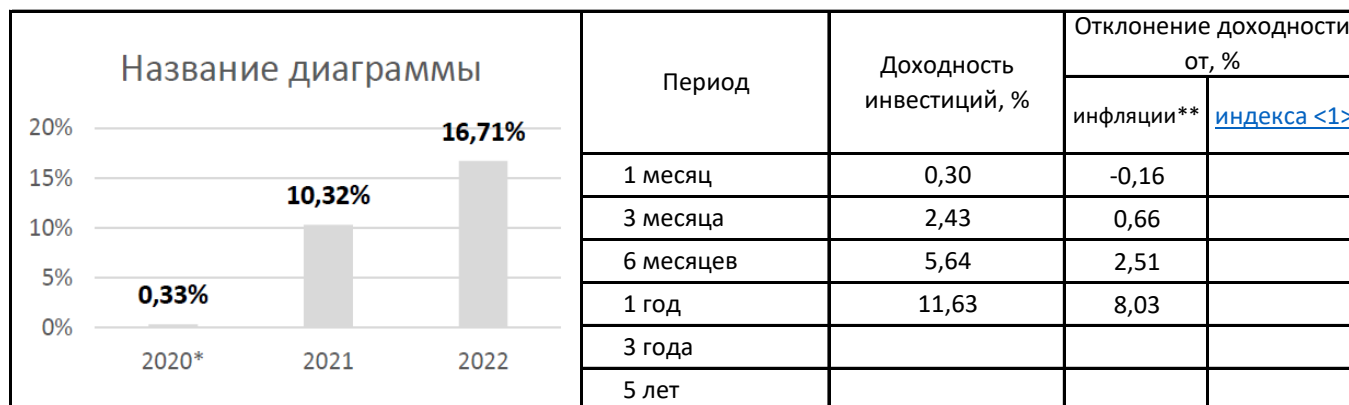 Название диаграммы
20%
15%
10%
5%
0%
16,71%
10,32%
0,33%
2020*
2021
2022
Период
Доходность
инвестиций, %
Отклонение доходности
от, %
инфляции**
индекса <1>
1 месяц 0,30 -0,16
3 месяца 2,43 0,66
6 месяцев 5,64 2,51
1 год 11,63 8,03
3 года
5 лет